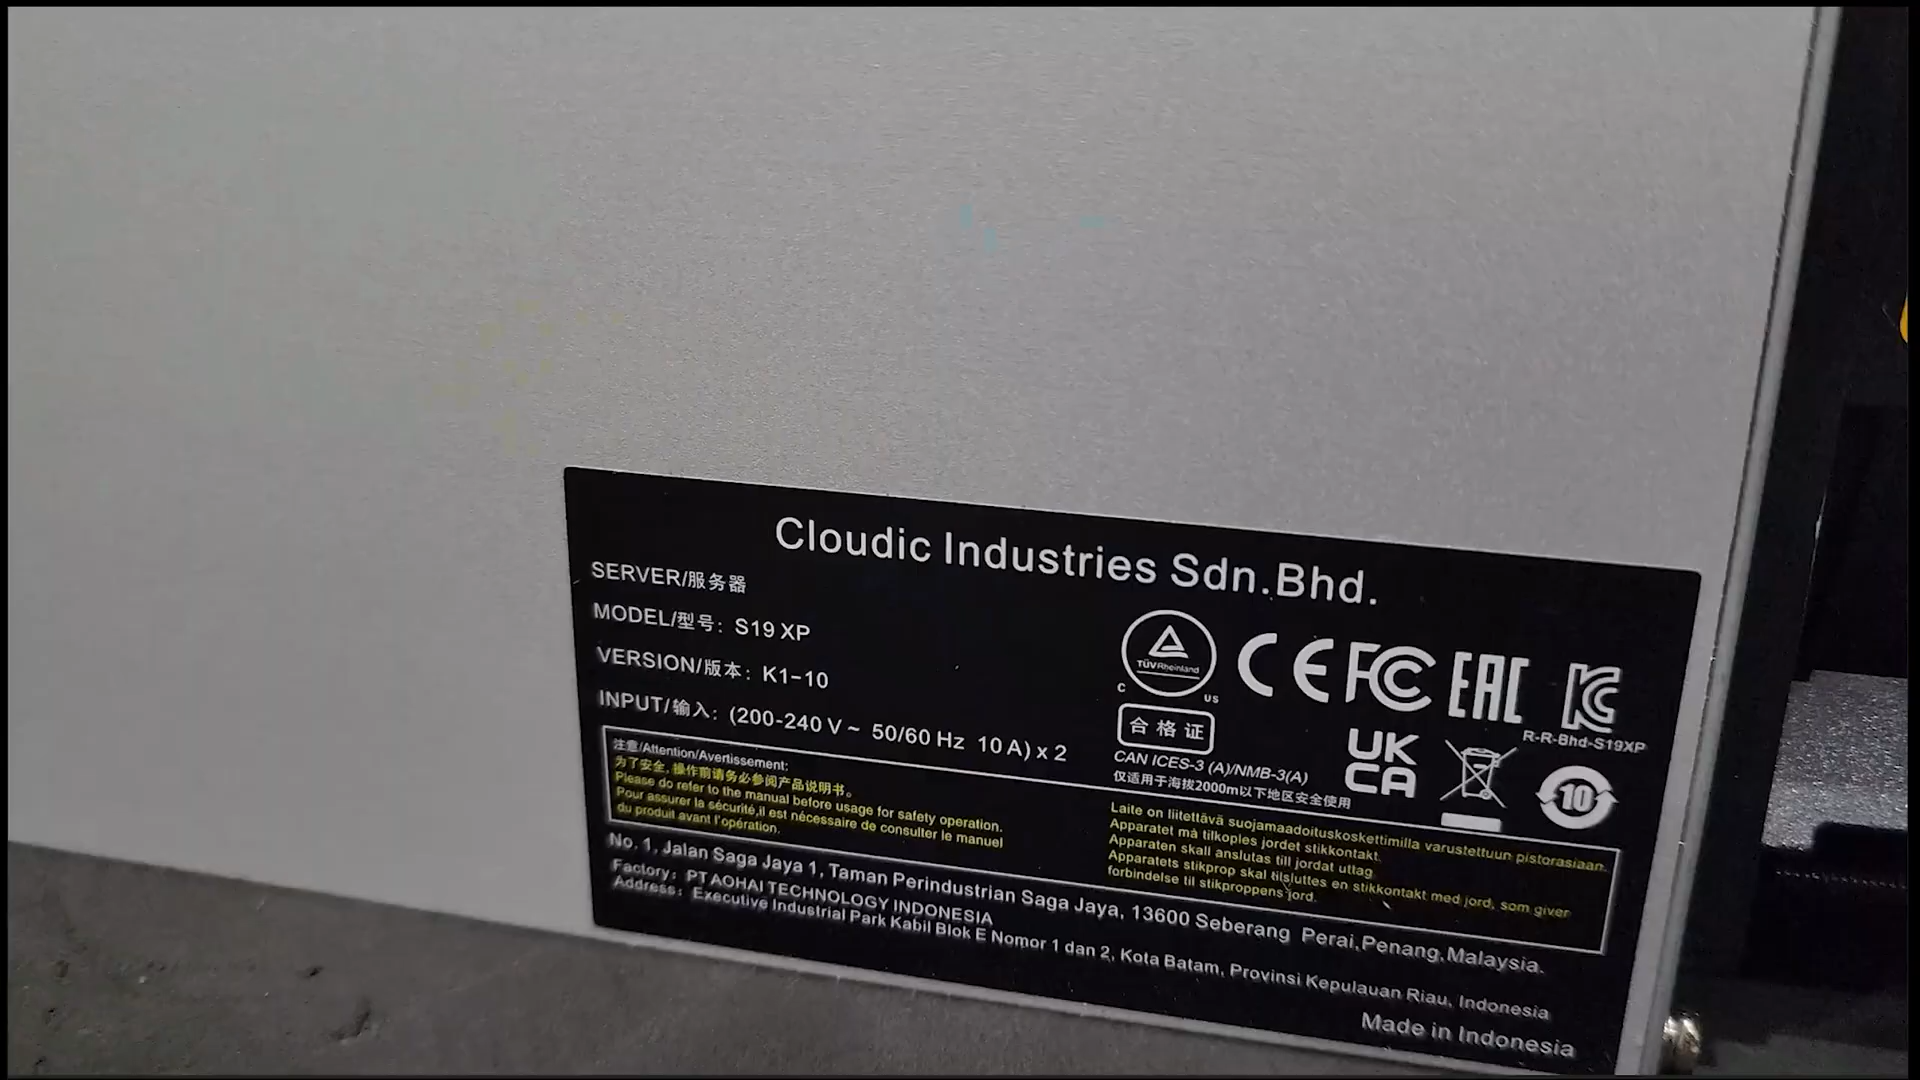 Cloudic Industries Sdn.Bhd.
SERVER/服务器
MODEL/型号: S19 XP
VERSION/版本: K1-10
INPUT/输入: (200-240 V ~ 50/60 Hz 10 A) x 2
TÜVRheinland
C US
CE FC EAC KC
R-R-Bhd-S19XP
合格证
CAN ICES-3 (A)/NMB-3(A)
仅适用于海拔2000m以下地区安全使用
UK
CA
10
注意/Attention/Avertissement:
为了安全, 操作前请务必参阅产品说明书。
Please do refer to the manual before usage for safety operation.
Pour assurer la sécurité,il est nécessaire de consulter le manuel
du produit avant l'opération.
Laite on liitettävä suojamaadoituskoskettimilla varustettuun pistorasiaan.
Apparatet må tilkoples jordet stikkontakt.
Apparaten skall anslutas till jordat uttag.
Apparatets stikprop skal tilsluttes en stikkontakt med jord, som giver
forbindelse til stikproppens jord.
No. 1, Jalan Saga Jaya 1, Taman Perindustrian Saga Jaya, 13600 Seberang Perai,Penang,Malaysia.
Factory: PT AOHAI TECHNOLOGY INDONESIA
Address: Executive Industrial Park Kabil Blok E Nomor 1 dan 2, Kota Batam, Provinsi Kepulauan Riau, Indonesia
Made in Indonesia